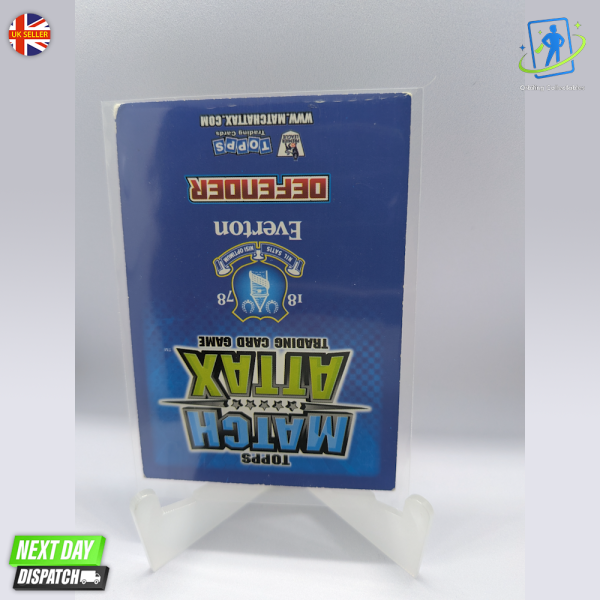 UK SELLER
TOPPS
MATCH
ATTAX
TRADING CARD GAME
18 78
NIL SATIS
NISI OPTIMUM
Everton
DEFENDER
TOPPS
Trading Cards
WWW.MATCHATTAX.COM
NEXT DAY
DISPATCH